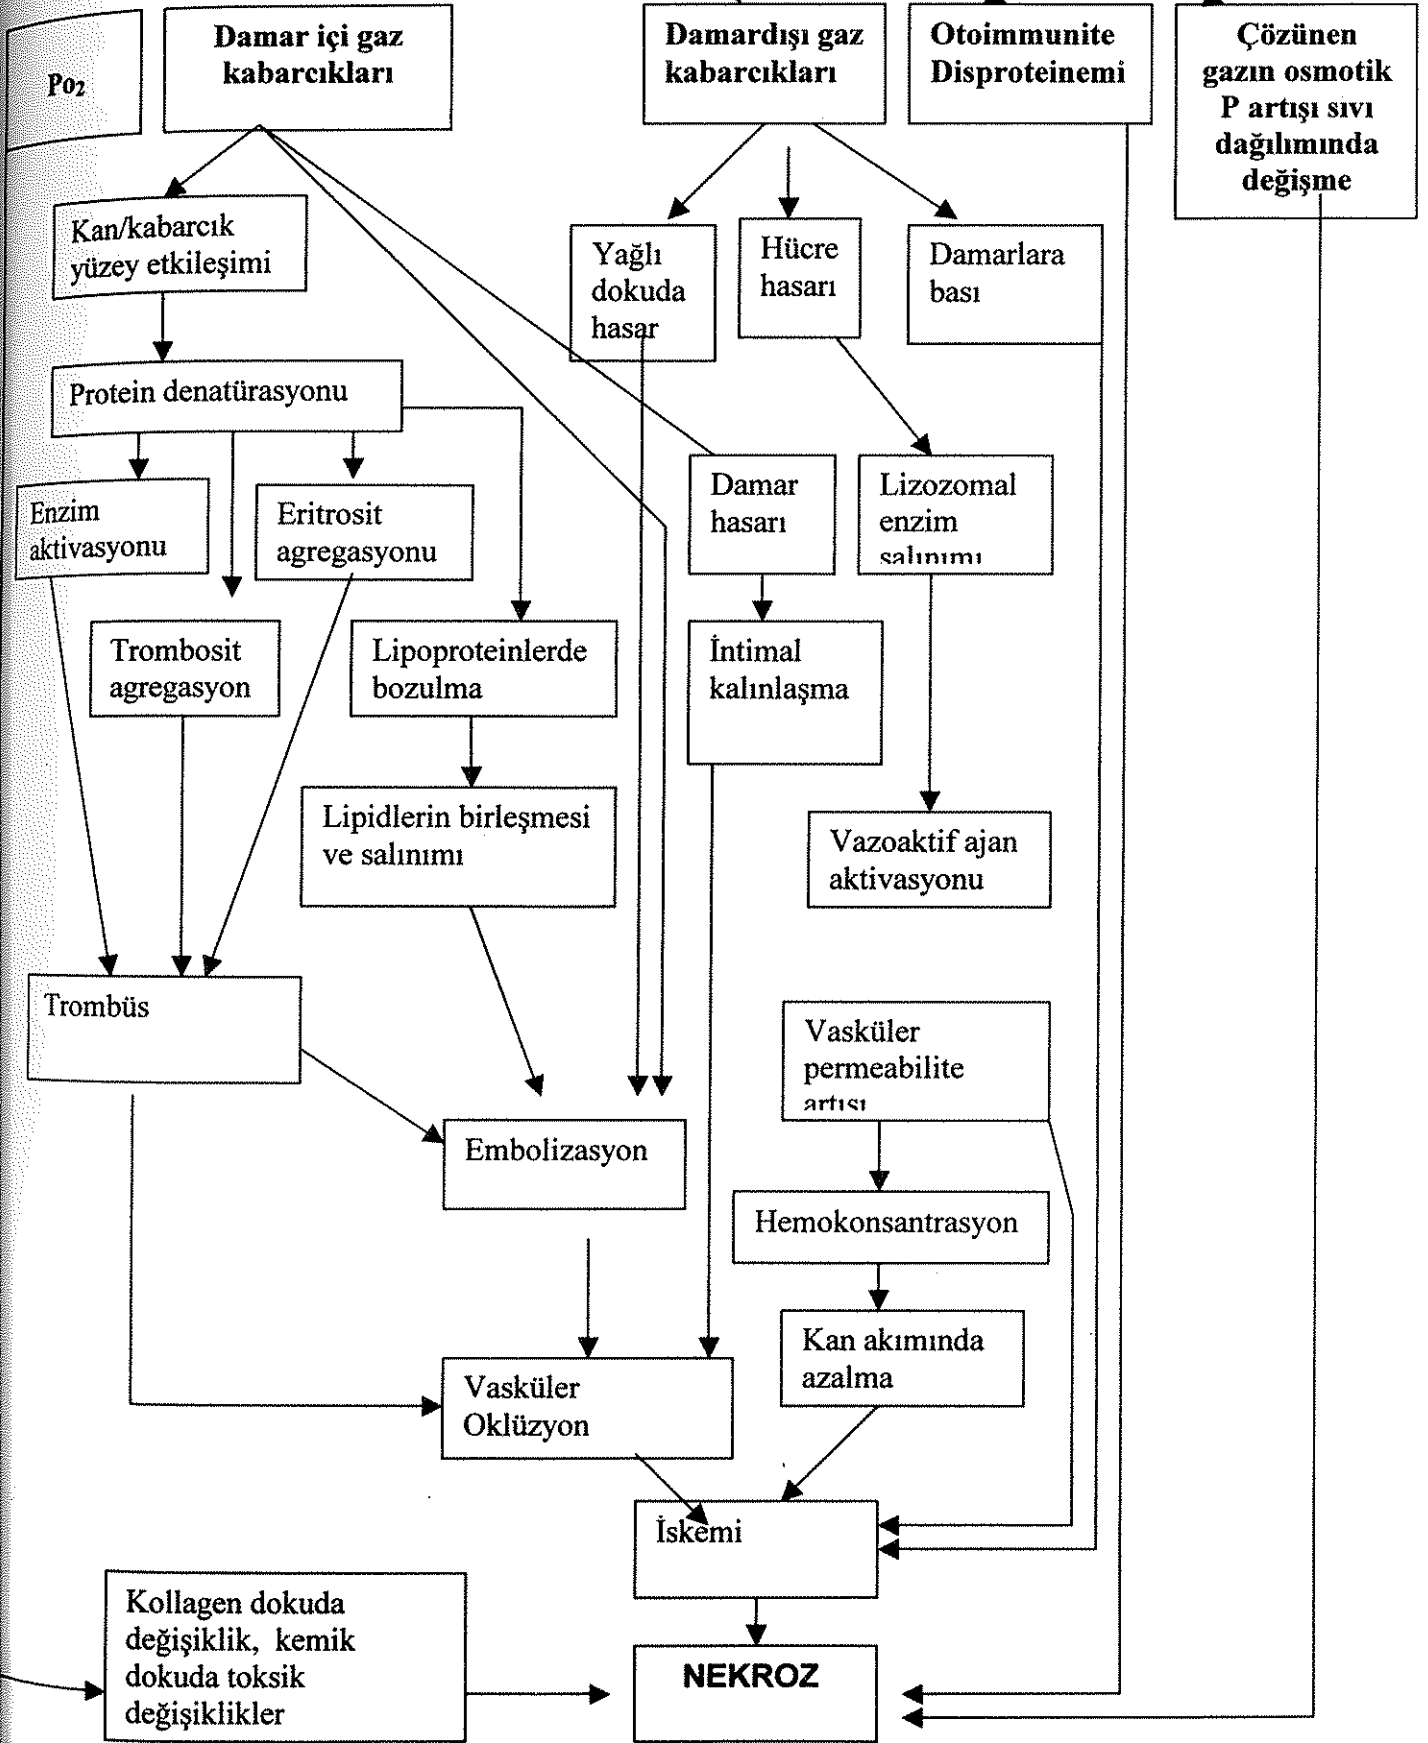 Po₂
Damar içi gaz
kabarcıkları
Damardışı gaz
kabarcıkları
Otoimmunite
Disproteinemi
Çözünen
gazın osmotik
P artışı sıvı
dağılımında
değişme
Kan/kabarcık
yüzey etkileşimi
Yağlı
dokuda
hasar
Hücre
hasarı
Damarlara
bası
Protein denatürasyonu
Enzim
aktivasyonu
Eritrosit
agregasyonu
Damar
hasarı
Lizozomal
enzim
salınımı
Trombosit
agregasyon
Lipoproteinlerde
bozulma
İntimal
kalınlaşma
Lipidlerin birleşmesi
ve salınımı
Vazoaktif ajan
aktivasyonu
Trombüs
Vasküler
permeabilite
artışı
Embolizasyon
Hemokonsantrasyon
Kan akımında
azalma
Vasküler
Oklüzyon
İskemi
Kollagen dokuda
değişiklik, kemik
dokuda toksik
değişiklikler
NEKROZ